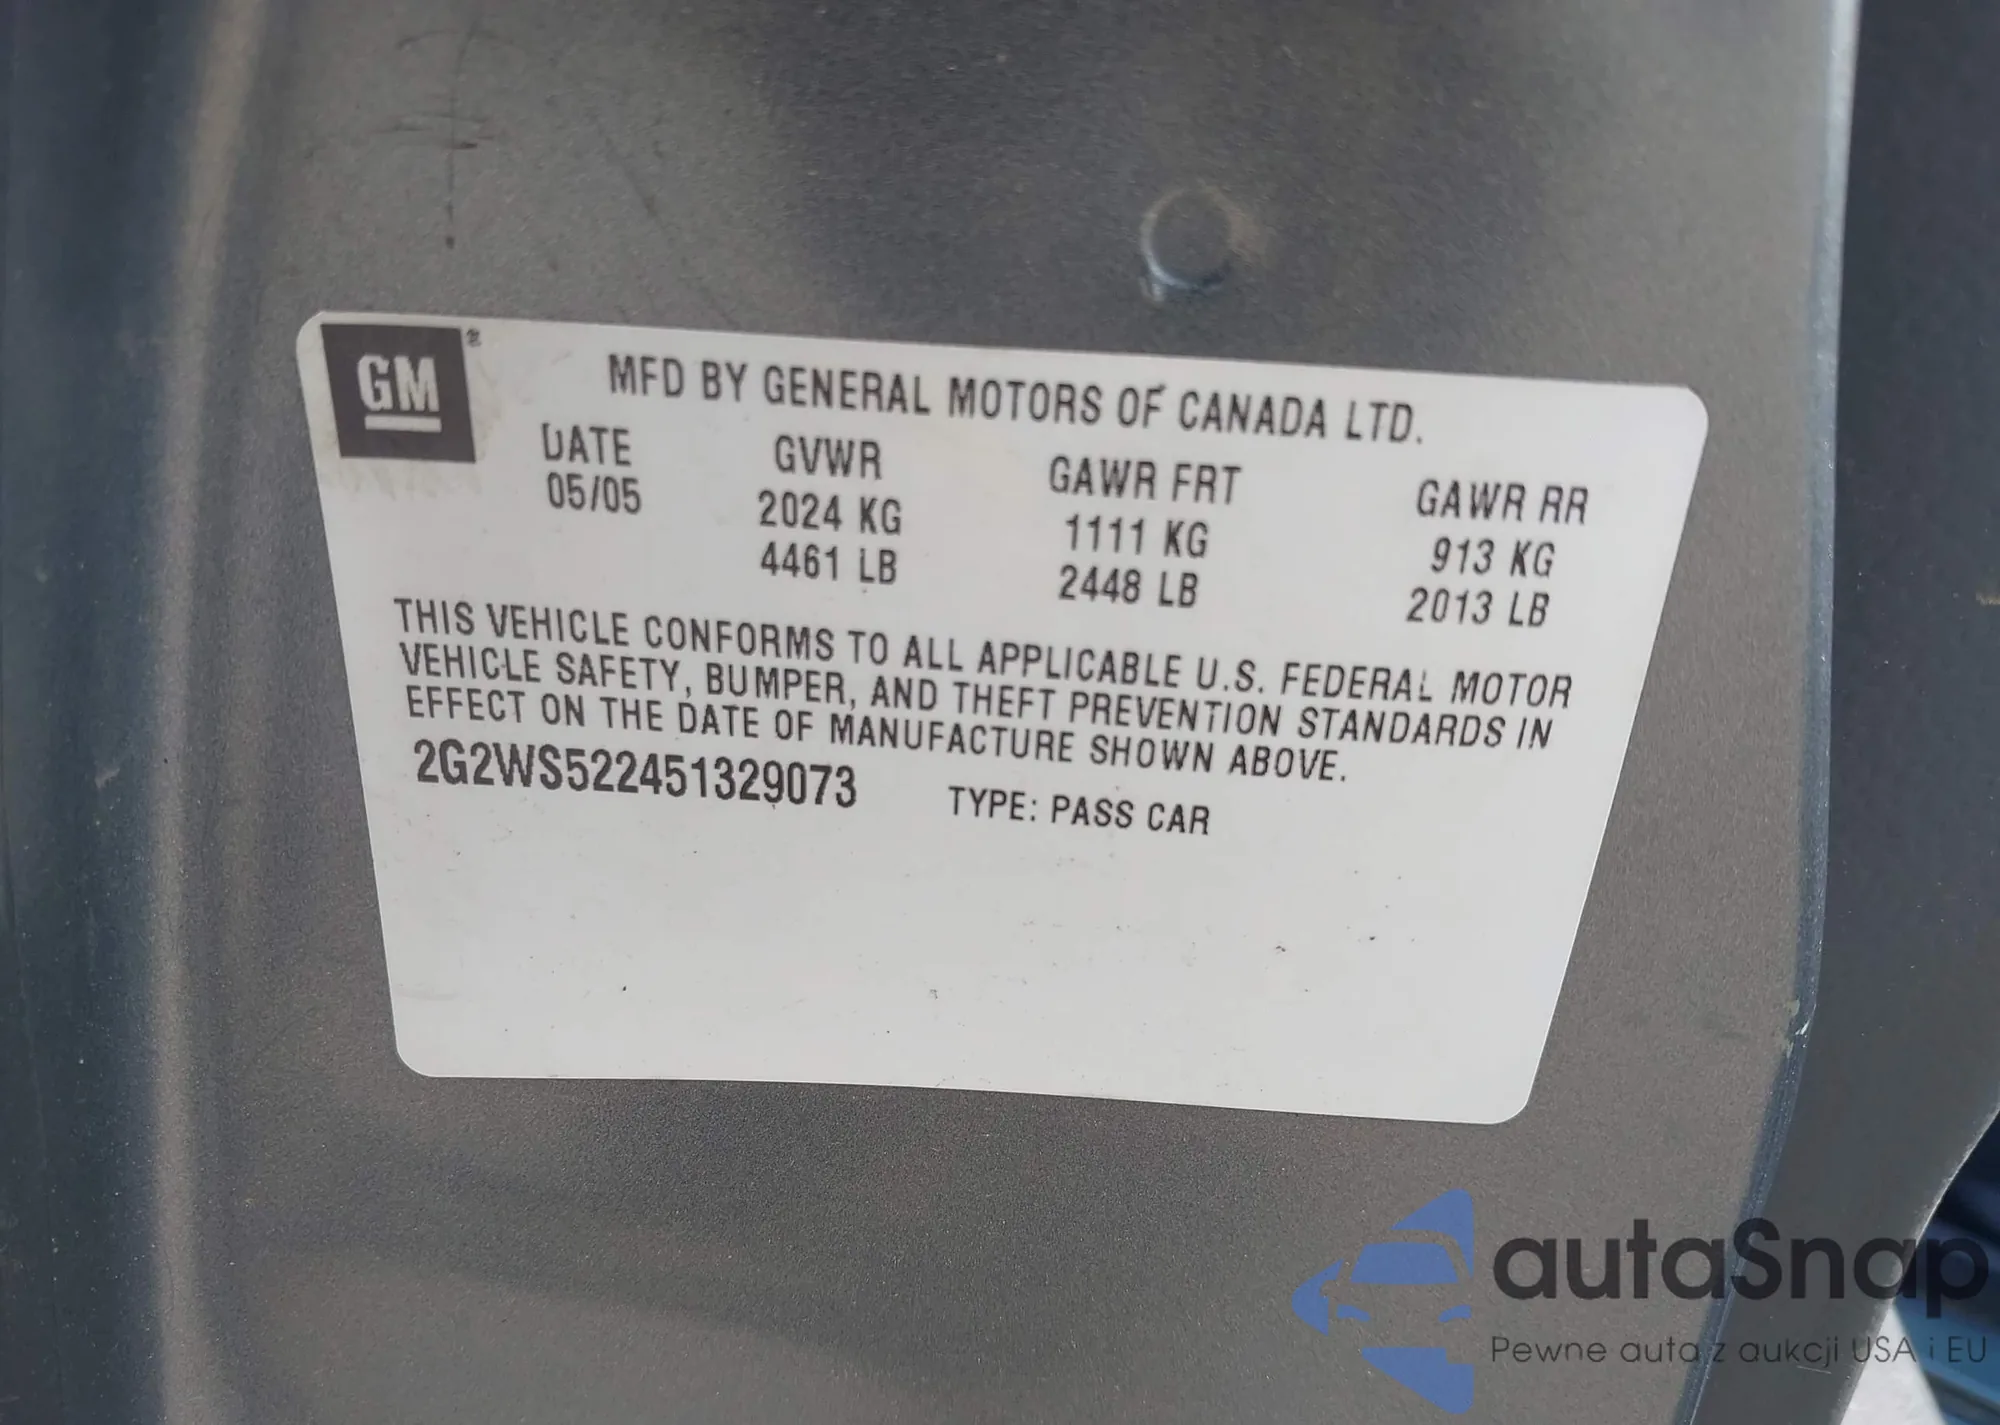 GM®
MFD BY GENERAL MOTORS OF CANADA LTD.
DATE GVWR GAWR FRT GAWR RR
05/05 2024 KG 1111 KG 913 KG
4461 LB 2448 LB 2013 LB
THIS VEHICLE CONFORMS TO ALL APPLICABLE U.S. FEDERAL MOTOR
VEHICLE SAFETY, BUMPER, AND THEFT PREVENTION STANDARDS IN
EFFECT ON THE DATE OF MANUFACTURE SHOWN ABOVE.
2G2WS522451329073 TYPE: PASS CAR
autaSnap
Pewne auta z aukcji USA i EU